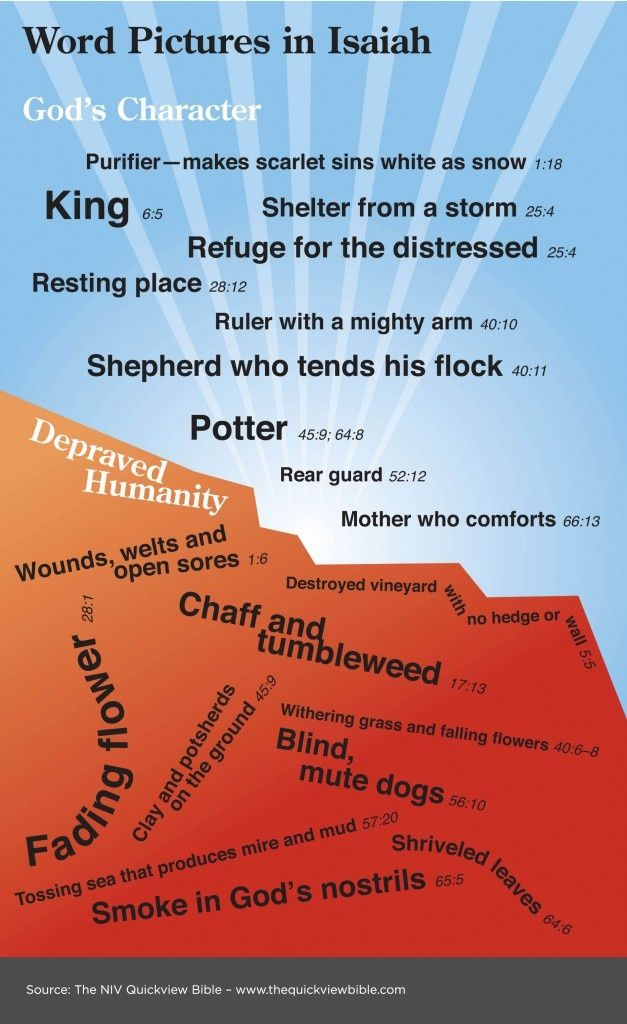 Word Pictures in Isaiah
God's Character
Purifier—makes scarlet sins white as snow 1:18
King 6:5
Shelter from a storm 25:4
Refuge for the distressed 25:4
Resting place 28:12
Ruler with a mighty arm 40:10
Shepherd who tends his flock 40:11
Potter 45:9; 64:8
Rear guard 52:12
Mother who comforts 66:13
Depraved
Humanity
Wounds, welts and
open sores 1:6
Destroyed vineyard with no hedge or wall 5:5
Chaff and
tumbleweed 17:13
Fading flower 28:1
Clay and potsherds
on the ground 45:9
Withering grass and falling flowers 40:6–8
Blind,
mute dogs 56:10
Tossing sea that produces mire and mud 57:20
Shriveled leaves 64:6
Smoke in God's nostrils 65:5
Source: The NIV Quickview Bible – www.thequickviewbible.com